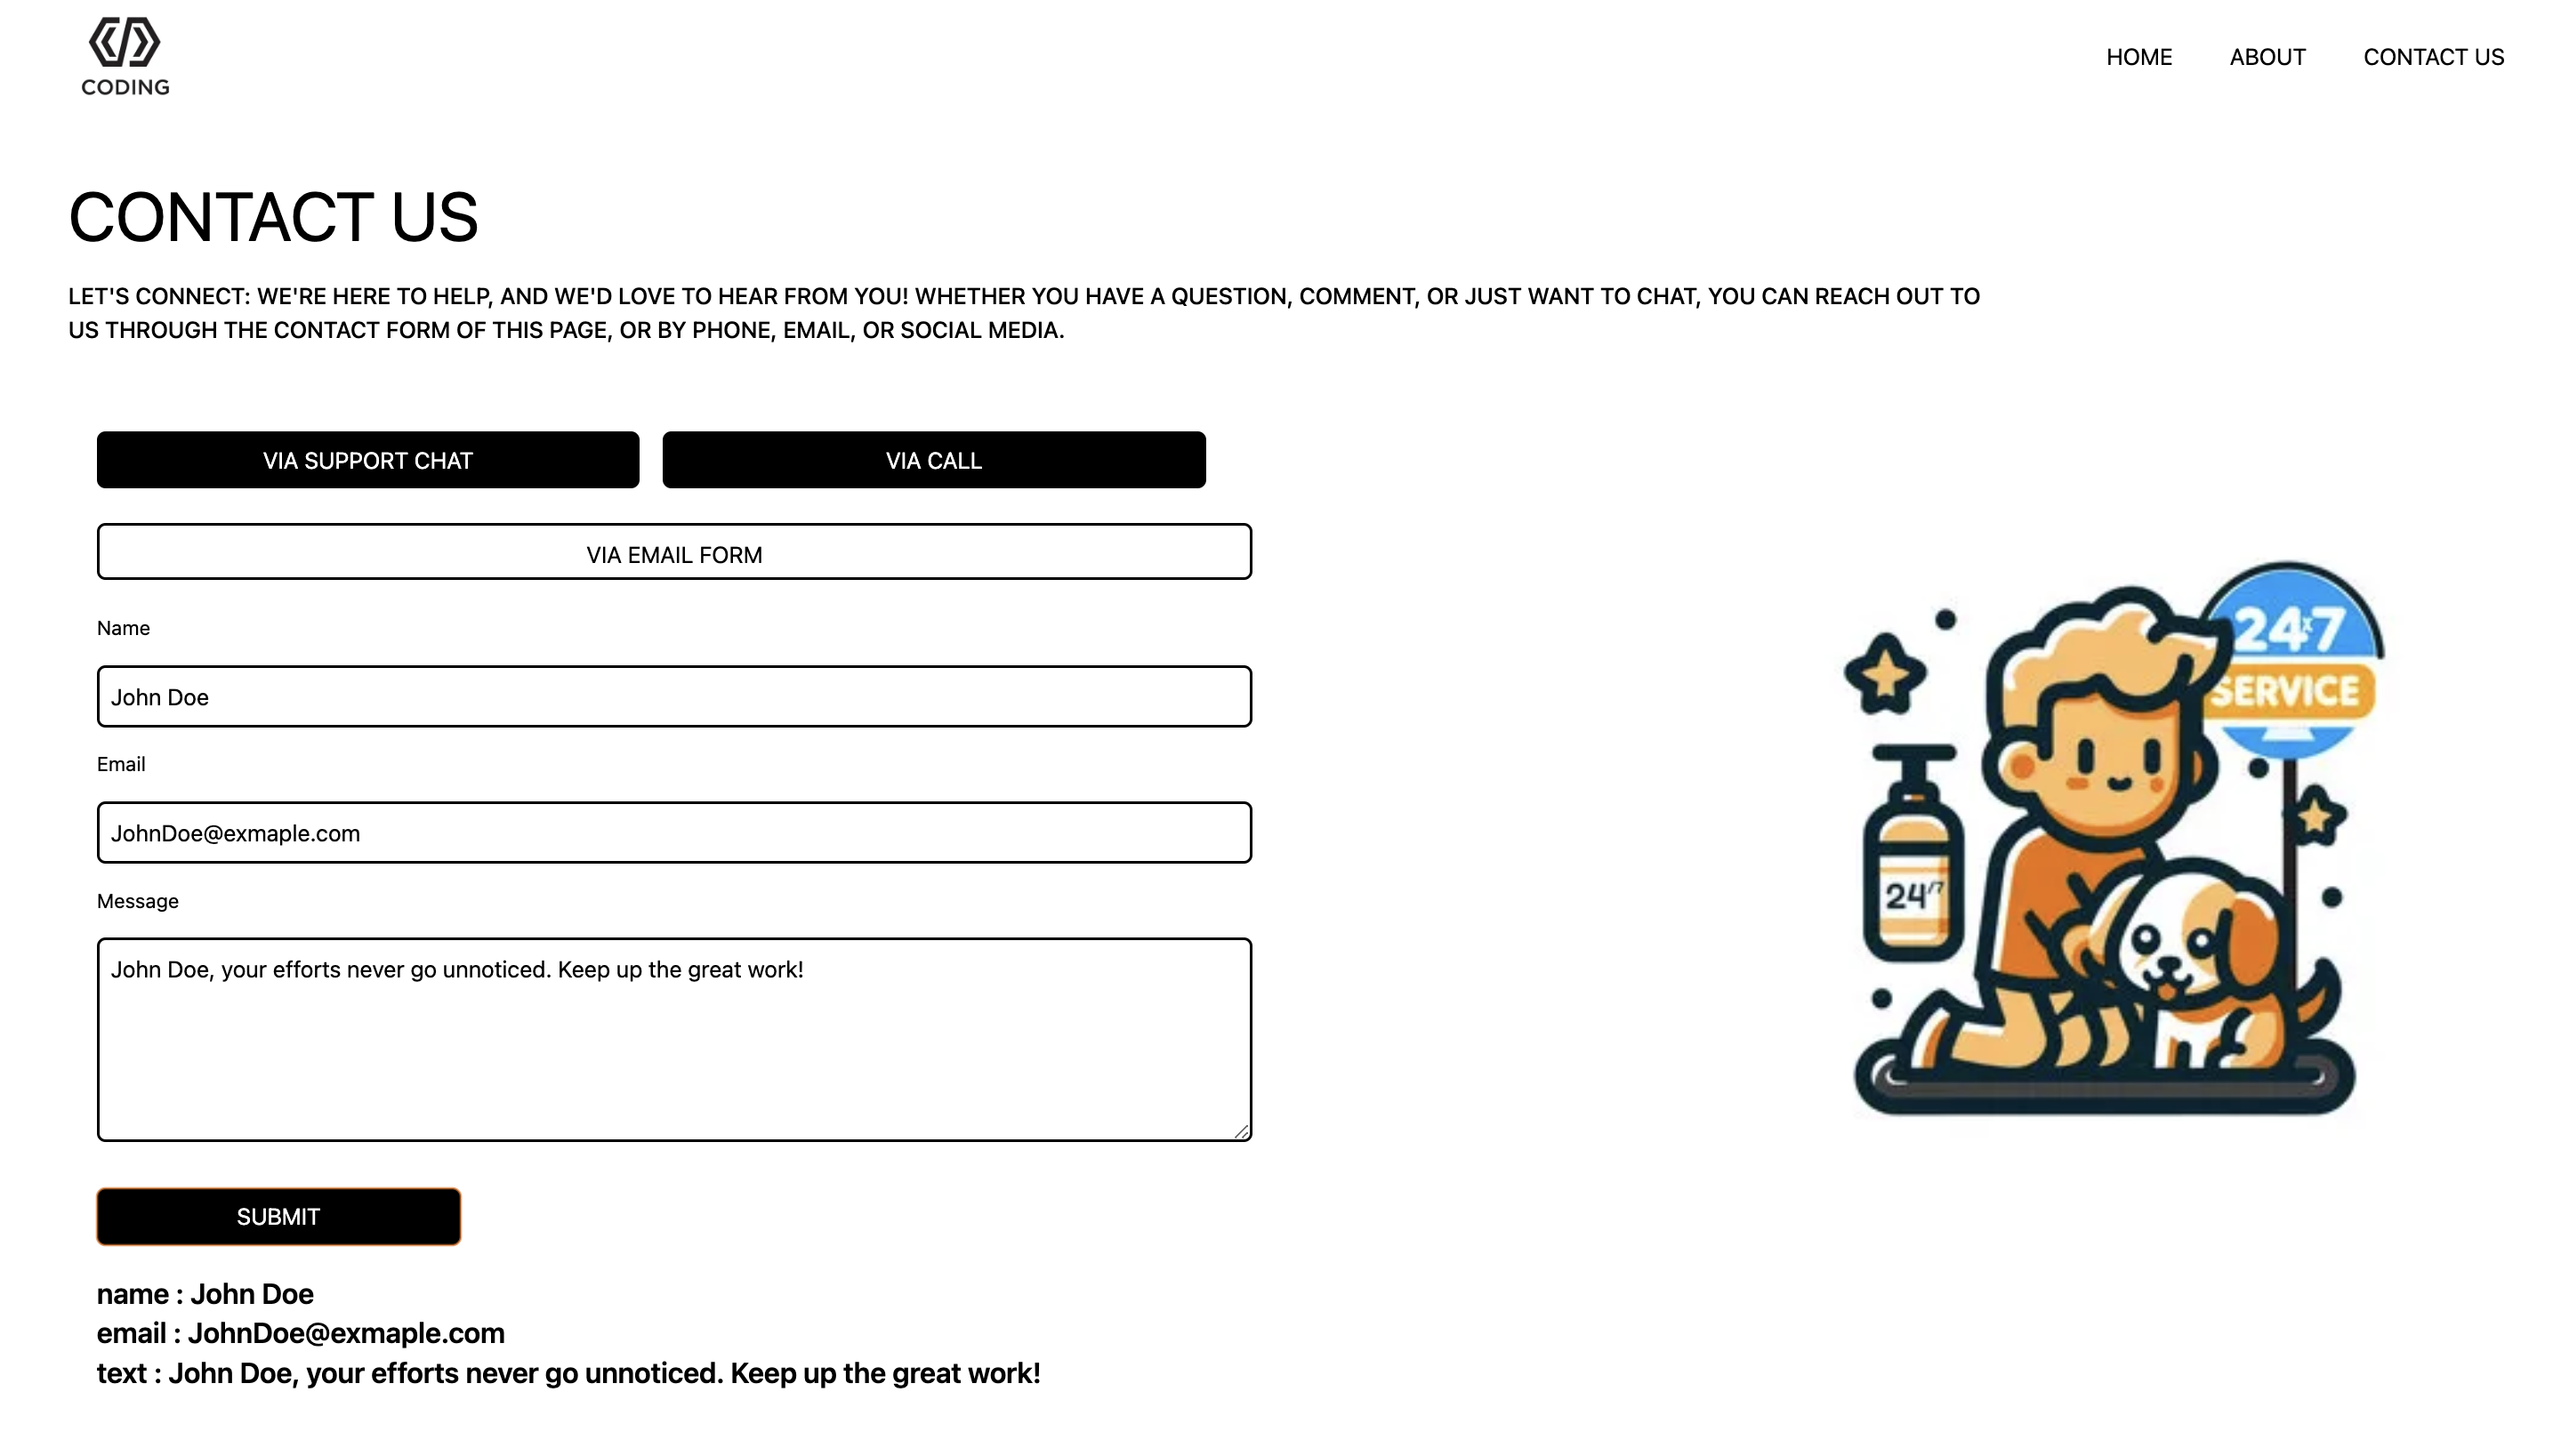 CODING
HOME ABOUT CONTACT US
CONTACT US
LET'S CONNECT: WE'RE HERE TO HELP, AND WE'D LOVE TO HEAR FROM YOU! WHETHER YOU HAVE A QUESTION, COMMENT, OR JUST WANT TO CHAT, YOU CAN REACH OUT TO
US THROUGH THE CONTACT FORM OF THIS PAGE, OR BY PHONE, EMAIL, OR SOCIAL MEDIA.
VIA SUPPORT CHAT VIA CALL
VIA EMAIL FORM
Name
John Doe
Email
JohnDoe@exmaple.com
Message
John Doe, your efforts never go unnoticed. Keep up the great work!
SUBMIT
name : John Doe
email : JohnDoe@exmaple.com
text : John Doe, your efforts never go unnoticed. Keep up the great work!
24x7
SERVICE
24/7